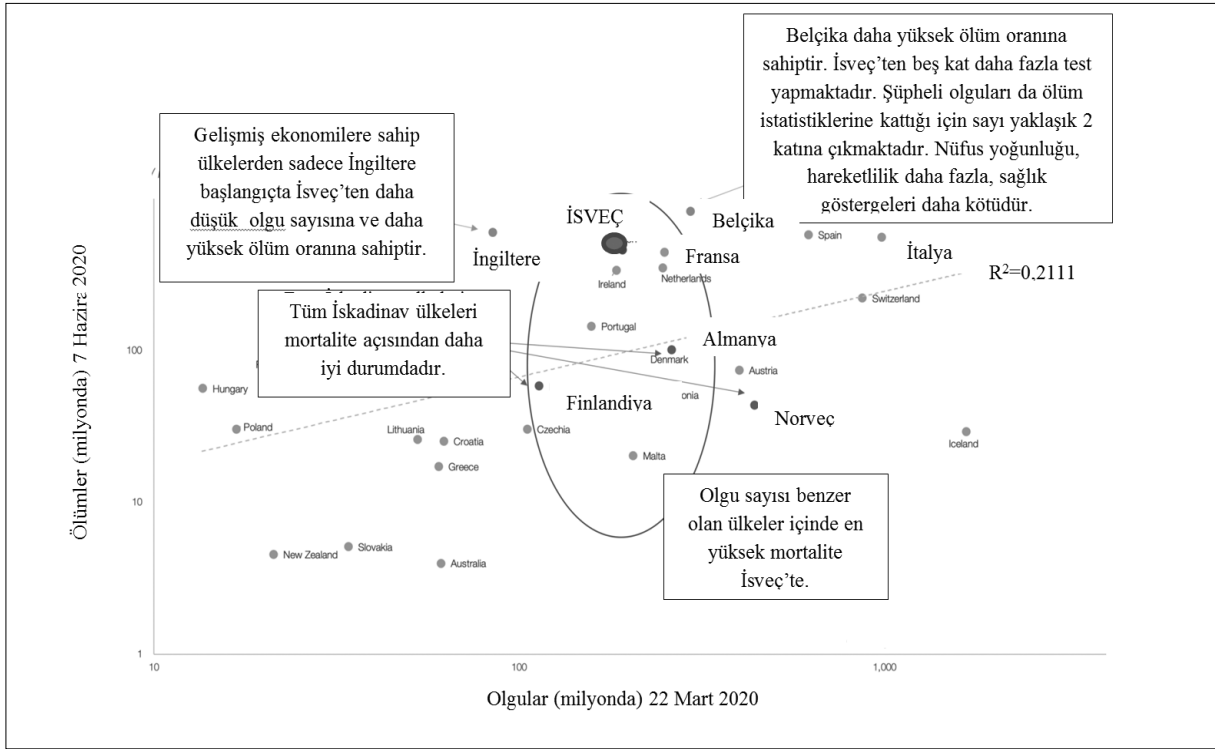 Belçika daha yüksek ölüm oranına
sahiptir. İsveç’ten beş kat daha fazla test
yapmaktadır. Şüpheli olguları da ölüm
istatistiklerine kattığı için sayı yaklaşık 2
katına çıkmaktadır. Nüfus yoğunluğu,
hareketlilik daha fazla, sağlık
göstergeleri daha kötüdür.
Gelişmiş ekonomilere sahip
ülkelerden sadece İngiltere
başlangıçta İsveç’ten daha
düşük olgu sayısına ve daha
yüksek ölüm oranına sahiptir.
İSVEÇ
Belçika
Spain
İngiltere
Fransa
İtalya
Ireland
Netherlands
R²=0.2111
Switzerland
Tüm İskadinav ülkeleri
mortalite açısından daha
iyi durumdadır.
Portugal
Almanya
100
Denmark
Austria
Hungary
Finlandiya
onia
Norveç
Poland
Lithuania
Croatia
Czechia
Iceland
Greece
Malta
Olgu sayısı benzer
olan ülkeler içinde en
yüksek mortalite
İsveç’te.
10
New Zealand
Slovakia
Australia
1
10
100
1,000
Olgular (milyonda) 22 Mart 2020
Ölümler (milyonda) 7 Hazira 2020